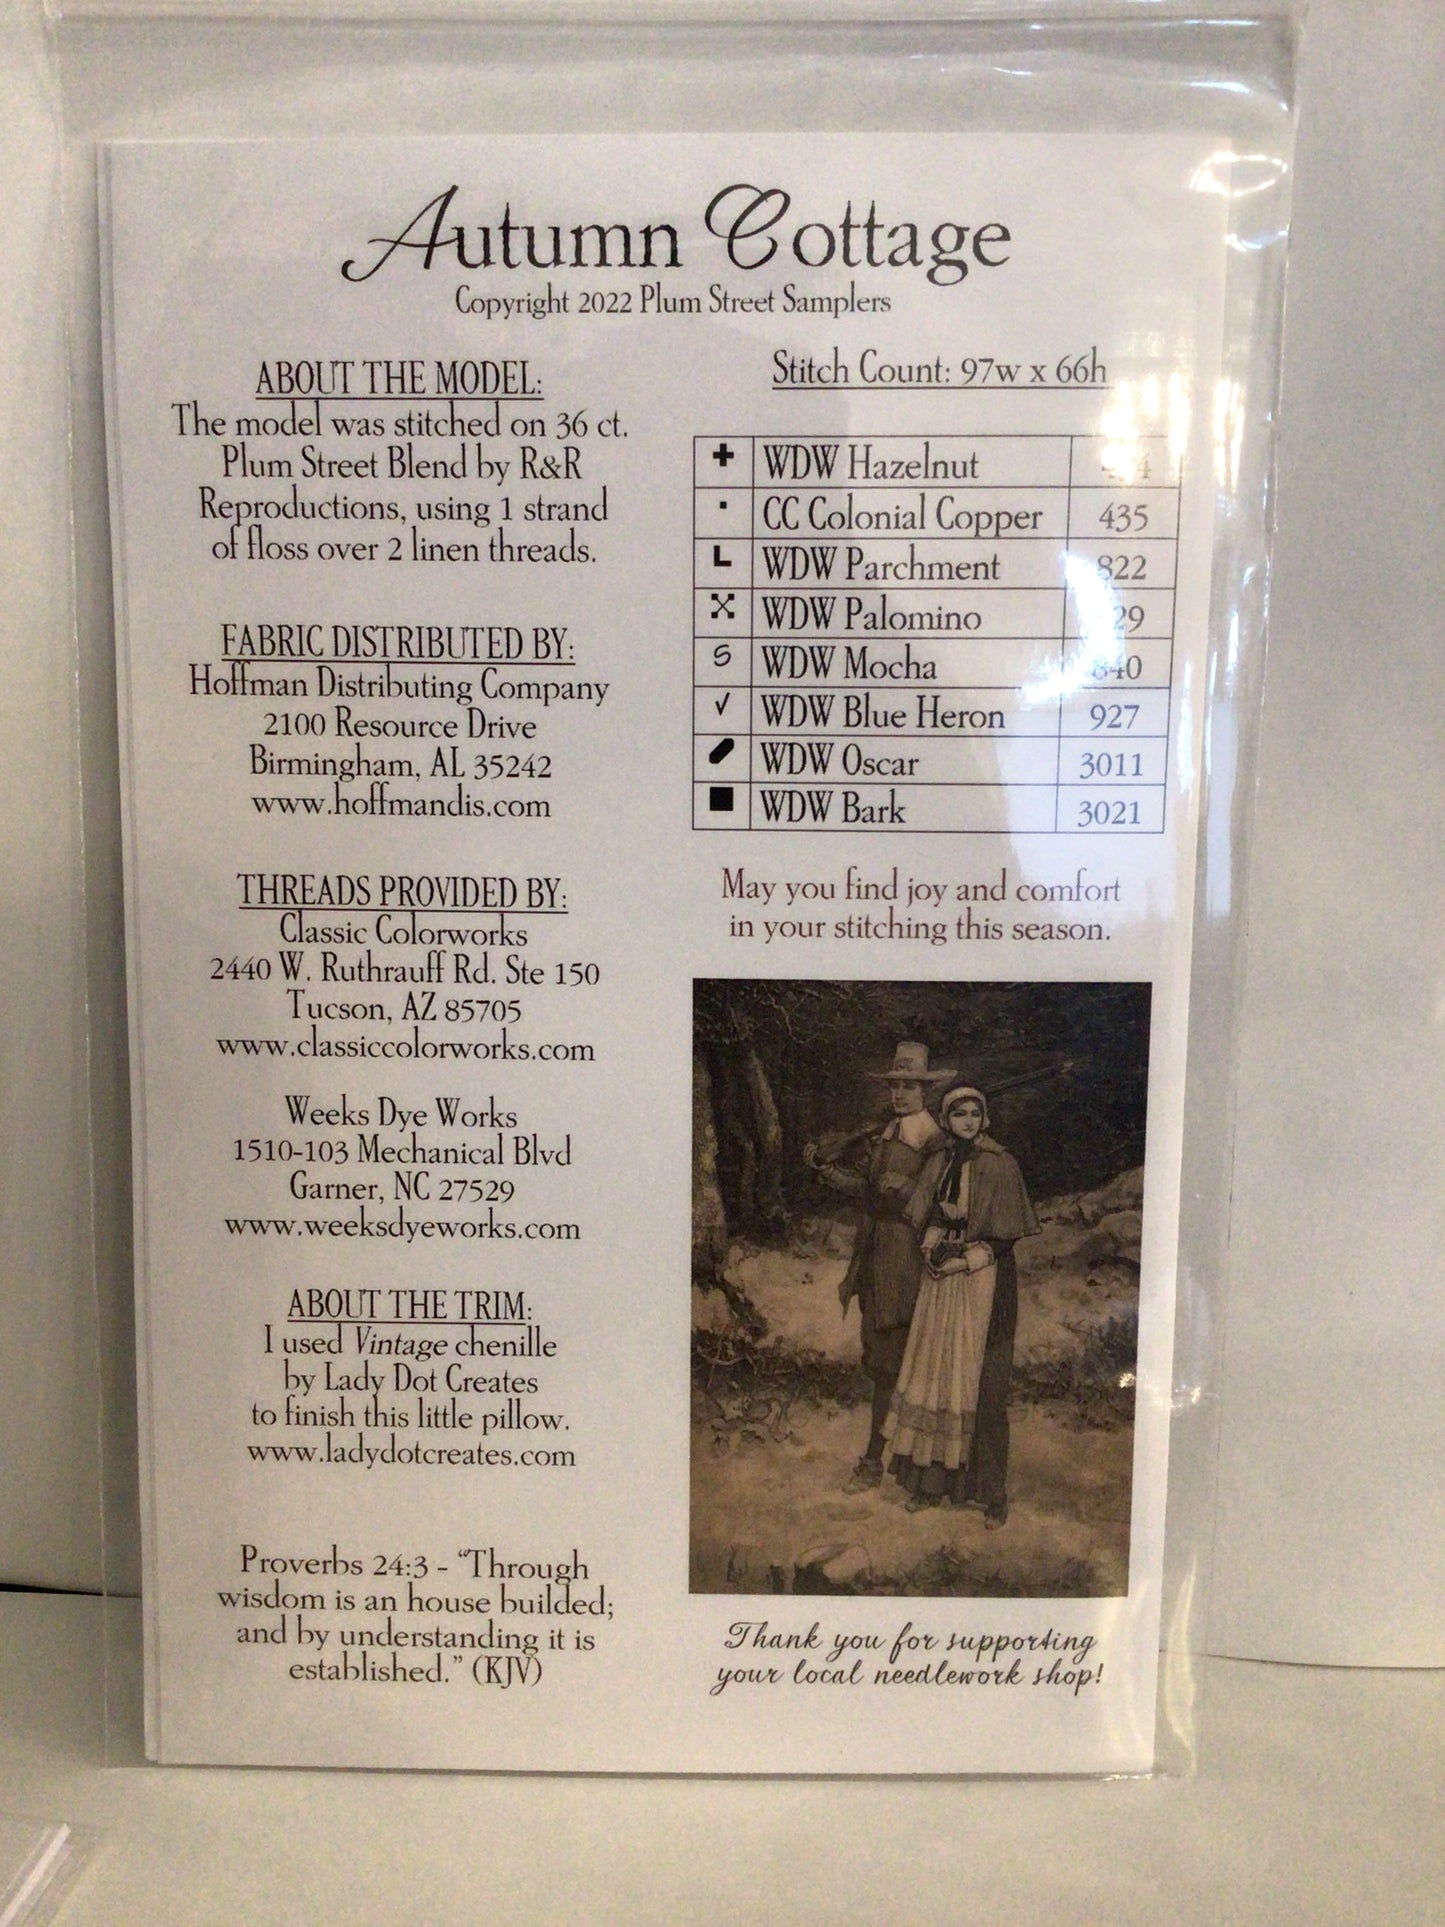 Autumn Cottage
Copyright 2022 Plum Street Samplers
ABOUT THE MODEL:
The model was stitched on 36 ct.
Plum Street Blend by R&R
Reproductions, using 1 strand
of floss over 2 linen threads.
FABRIC DISTRIBUTED BY:
Hoffman Distributing Company
2100 Resource Drive
Birmingham, AL 35242
www.hoffmandis.com
THREADS PROVIDED BY:
Classic Colorworks
2440 W. Ruthrauff Rd. Ste 150
Tucson, AZ 85705
www.classiccolorworks.com
Weeks Dye Works
1510-103 Mechanical Blvd
Garner, NC 27529
www.weeksdyeworks.com
ABOUT THE TRIM:
I used Vintage chenille
by Lady Dot Creates
to finish this little pillow.
www.ladydotcreates.com
Proverbs 24:3 - “Through
wisdom is an house builded;
and by understanding it is
established.” (KJV)
Stitch Count: 97w x 66h
WDW Hazelnut
CC Colonial Copper 435
WDW Parchment 822
WDW Palomino
WDW Mocha
WDW Blue Heron 927
WDW Oscar 3011
WDW Bark 3021
May you find joy and comfort
in your stitching this season.
Thank you for supporting
your local needlework shop!